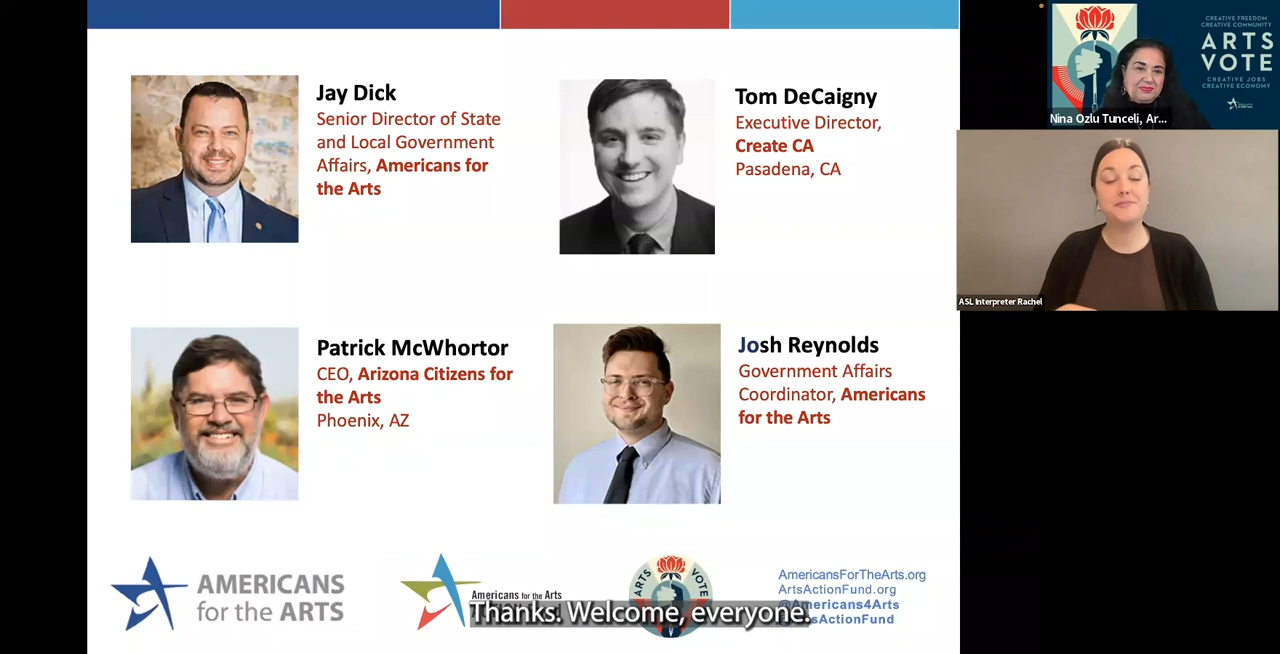 Jay Dick
Senior Director of State
and Local Government
Affairs, Americans for
the Arts
Tom DeCaigny
Executive Director,
Create CA
Pasadena, CA
Patrick McWhortor
CEO, Arizona Citizens for
the Arts
Phoenix, AZ
Josh Reynolds
Government Affairs
Coordinator, Americans
for the Arts
AMERICANS
for the ARTS
Americans for the Arts
ARTS VOTE
AmericansForTheArts.org
ArtsActionFund.org
@Americans4Arts
Thanks. Welcome, everyone.
CREATIVE FREEDOM
CREATIVE COMMUNITY
ARTS
VOTE
CREATIVE JOBS
CREATIVE ECONOMY
Nina Ozlu Tunceli, Ar...
ASL Interpreter Rachel